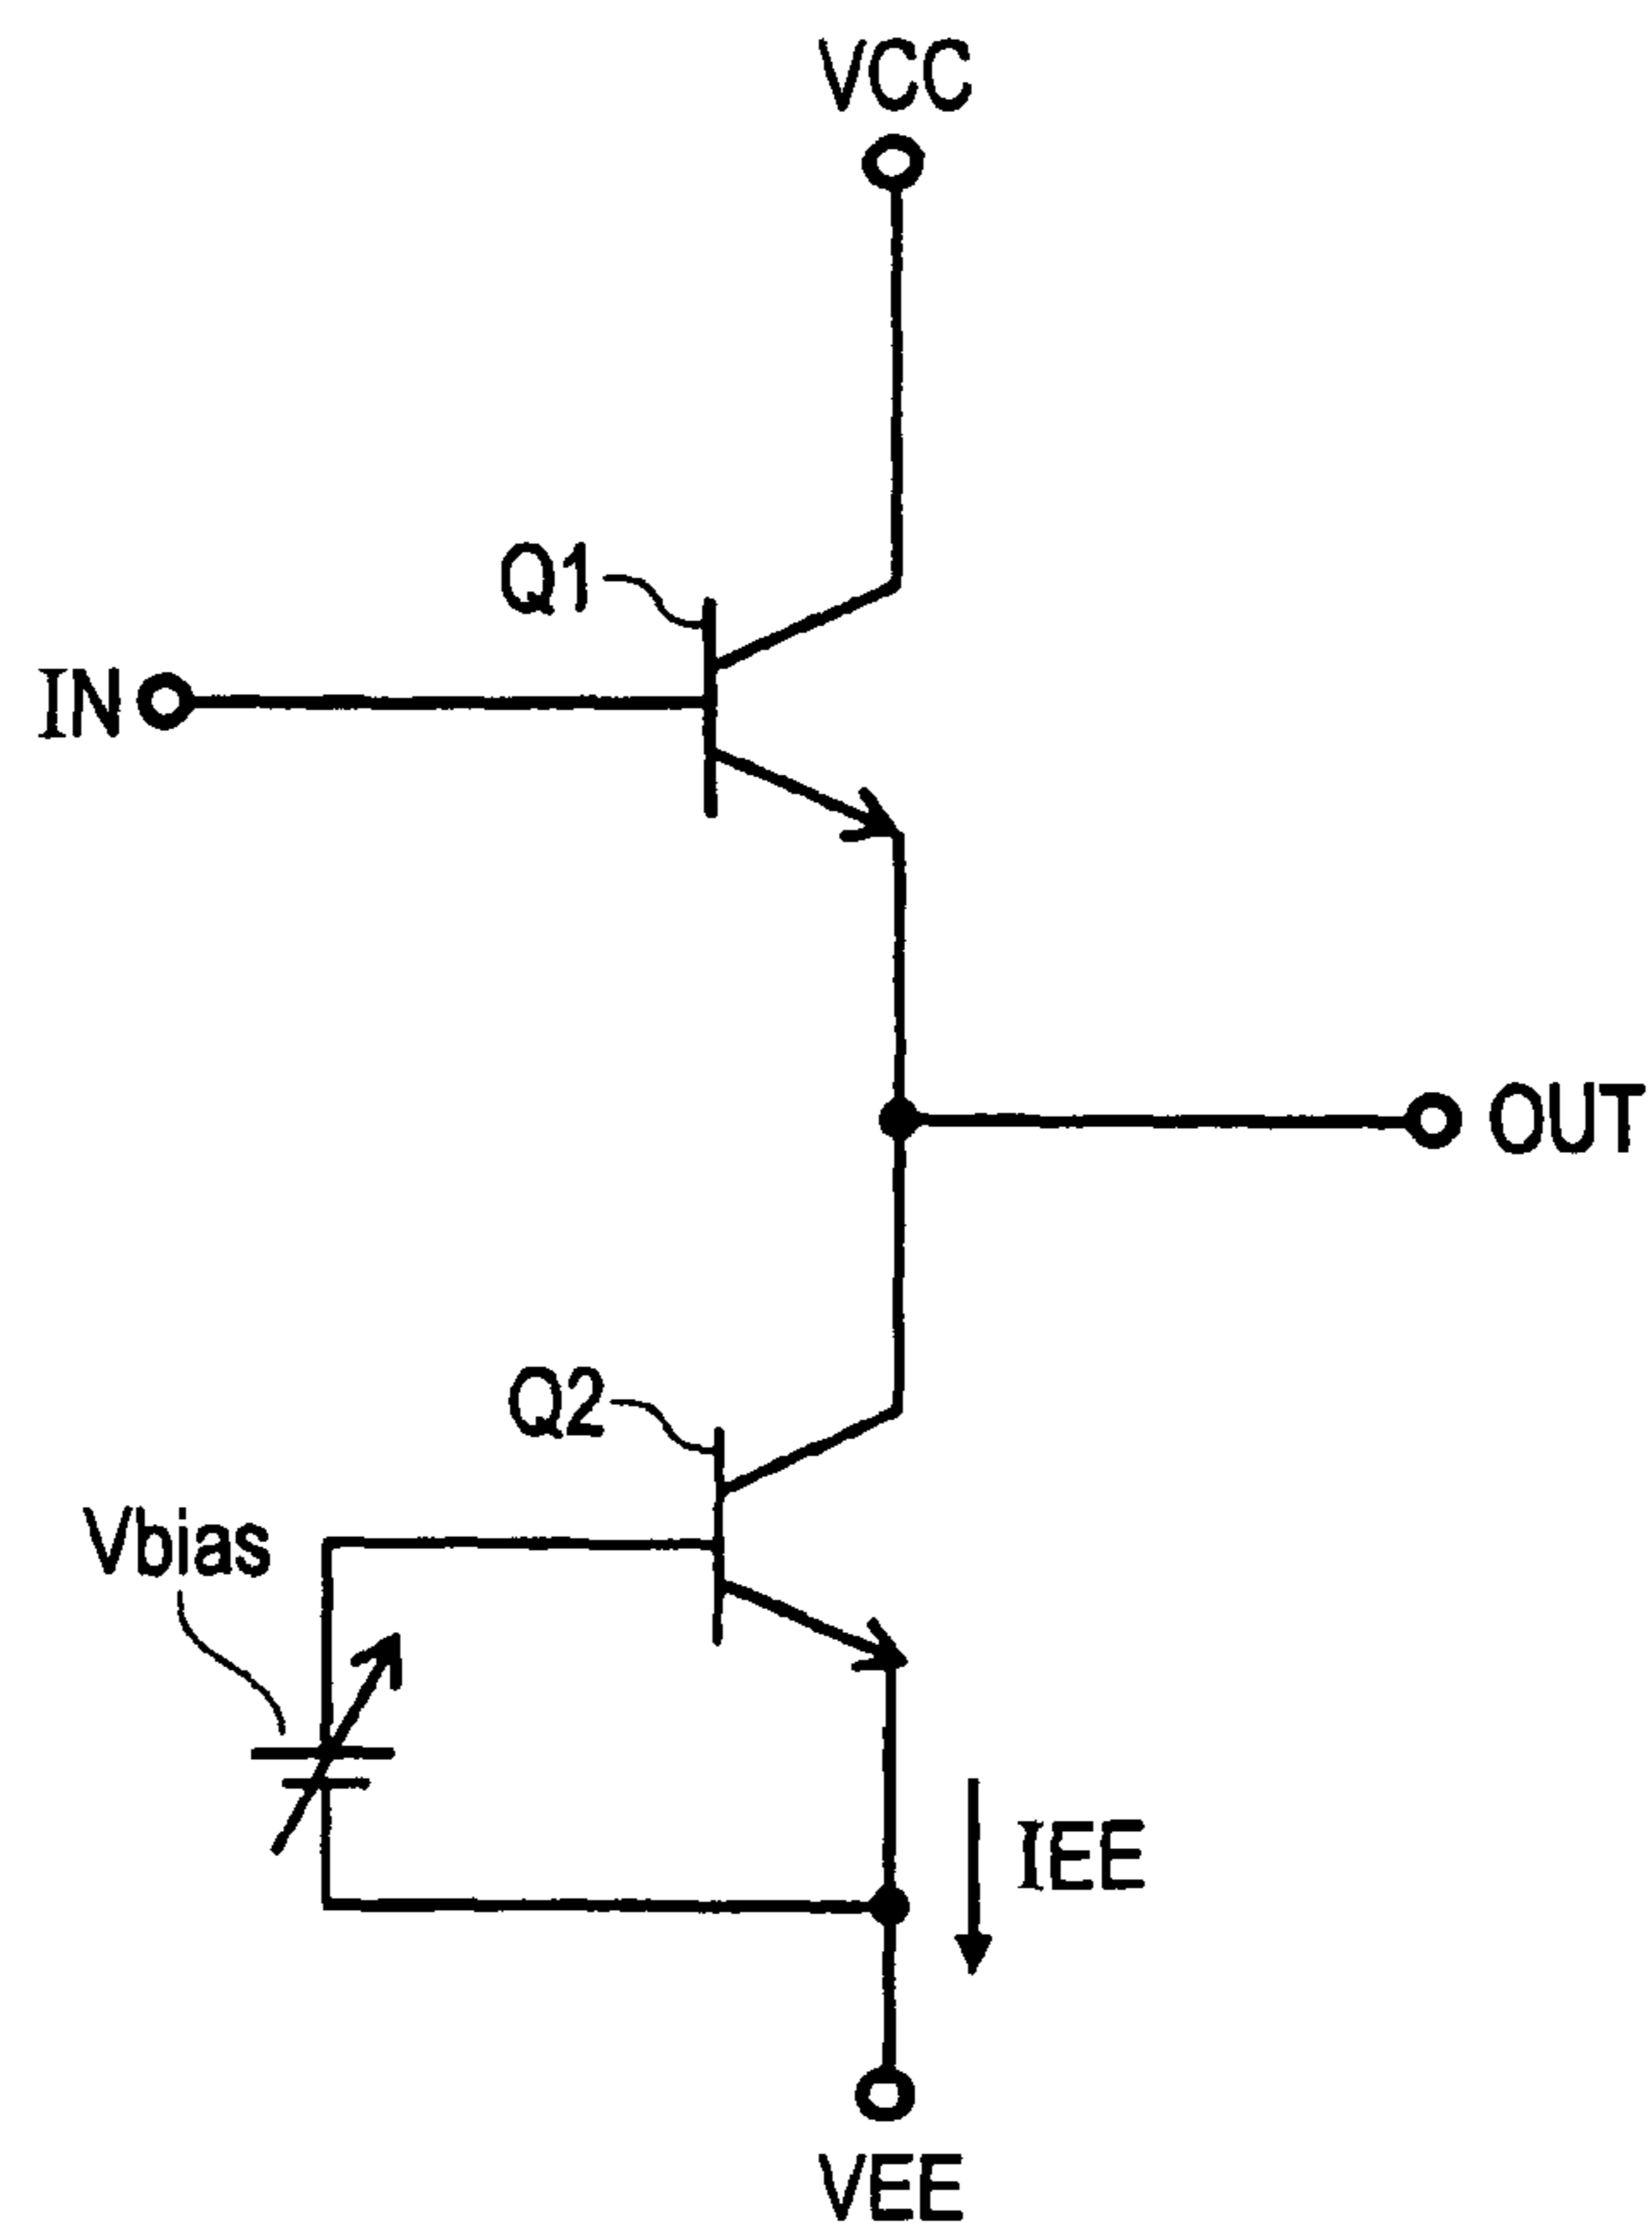 VCC
Q1
IN
OUT
Q2
Vbias
IEE
VEE